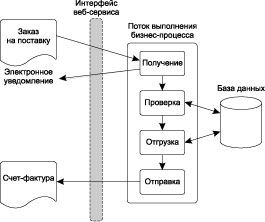 Интерфейс
веб-сервиса
Заказ
на поставку
Поток выполнения
бизнес-процесса
Получение
Электронное
уведомление
База данных
Проверка
Отгрузка
Счет-фактура
Отправка